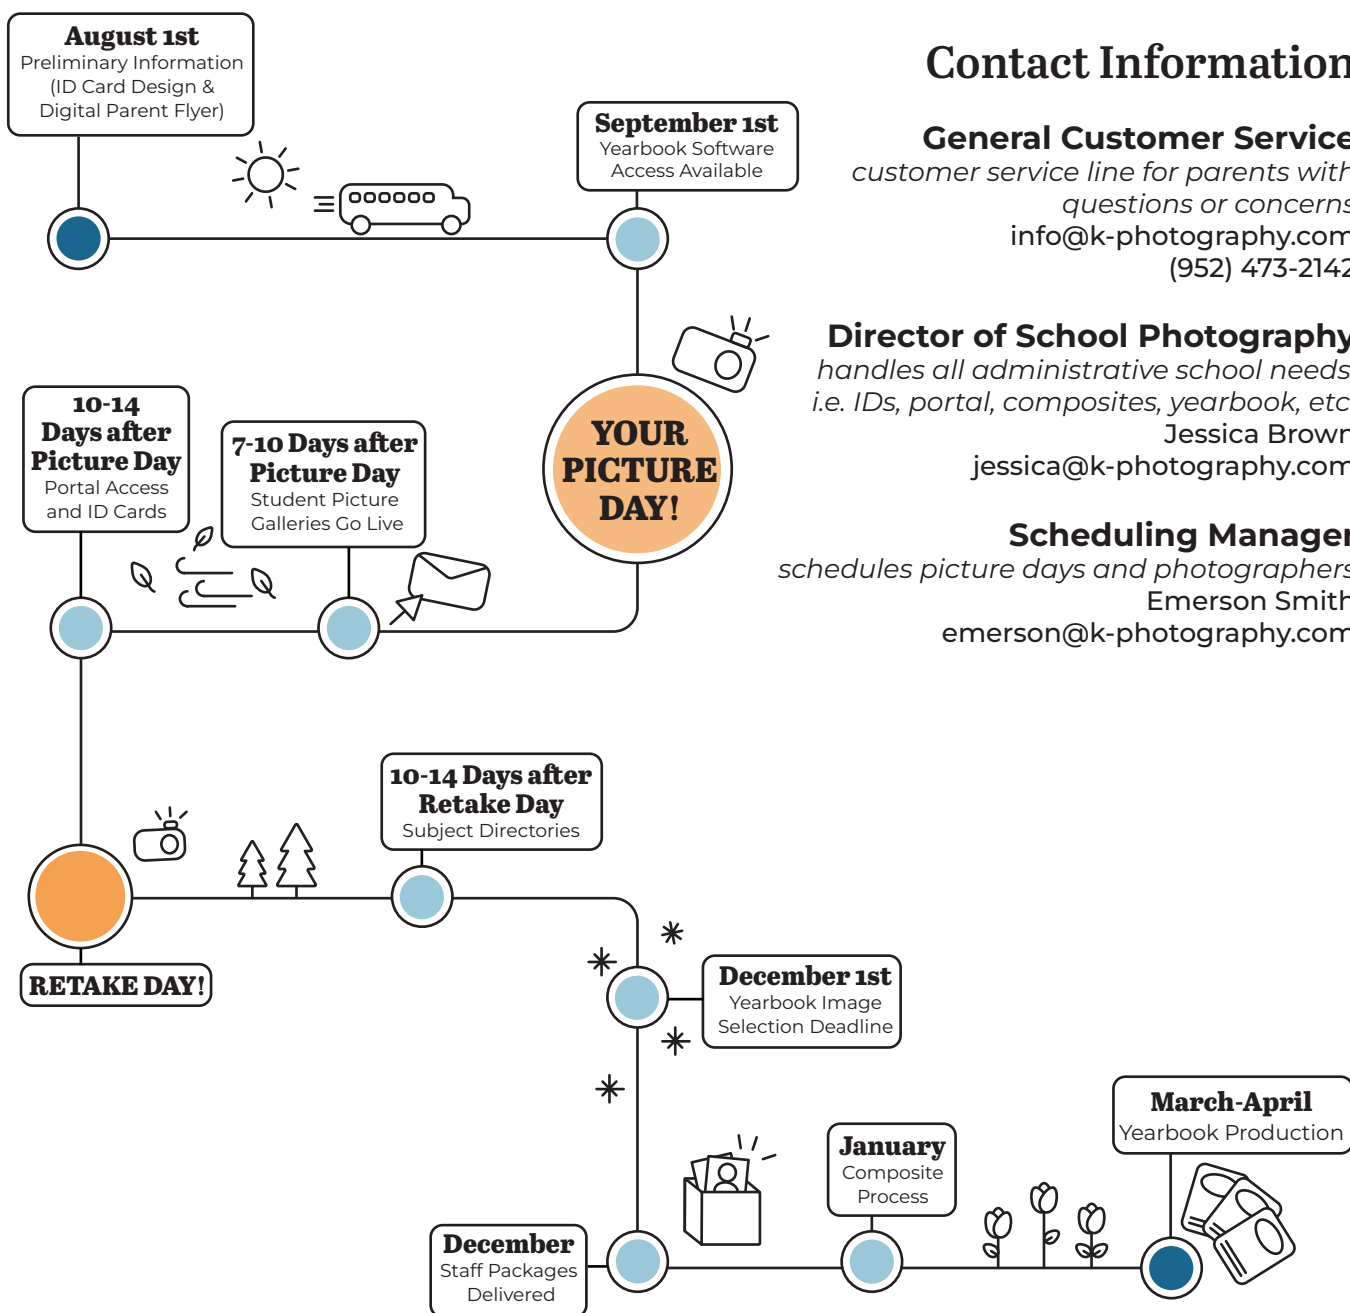 August 1st
Preliminary Information
(ID Card Design &
Digital Parent Flyer)
September 1st
Yearbook Software
Access Available
YOUR
PICTURE
DAY!
7-10 Days after
Picture Day
Student Picture
Galleries Go Live
10-14
Days after
Picture Day
Portal Access
and ID Cards
RETAKE DAY!
10-14 Days after
Retake Day
Subject Directories
December 1st
Yearbook Image
Selection Deadline
December
Staff Packages
Delivered
January
Composite
Process
March-April
Yearbook Production
Contact Information
General Customer Service
customer service line for parents with
questions or concerns
info@k-photography.com
(952) 473-2142
Director of School Photography
handles all administrative school needs
i.e. IDs, portal, composites, yearbook, etc
Jessica Brown
jessica@k-photography.com
Scheduling Manager
schedules picture days and photographers
Emerson Smith
emerson@k-photography.com